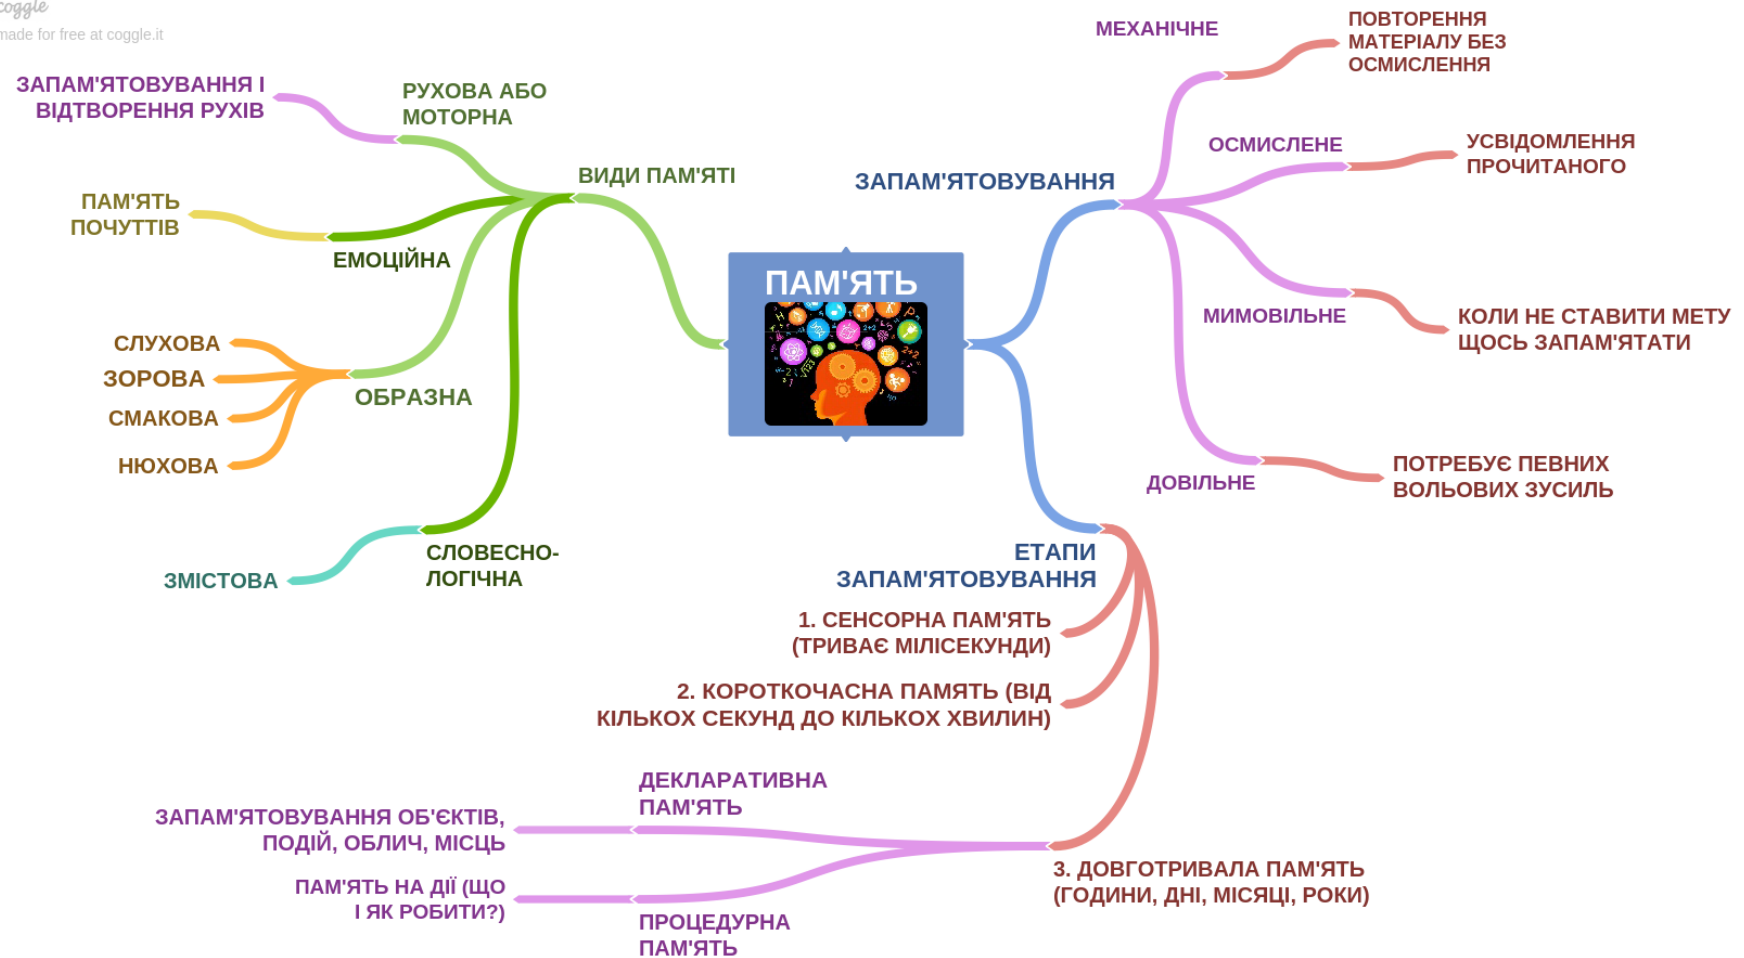 coggle
made for free at coggle.it
ПАМ'ЯТЬ
ВИДИ ПАМ'ЯТІ
РУХОВА АБО
МОТОРНА
ЗАПАМ'ЯТОВУВАННЯ І
ВІДТВОРЕННЯ РУХІВ
ЕМОЦІЙНА
ПАМ'ЯТЬ
ПОЧУТТІВ
ОБРАЗНА
СЛУХОВА
ЗОРОВА
СМАКОВА
НЮХОВА
СЛОВЕСНО-
ЛОГІЧНА
ЗМІСТОВА
ЗАПАМ'ЯТОВУВАННЯ
МЕХАНІЧНЕ
ПОВТОРЕННЯ
МАТЕРІАЛУ БЕЗ
ОСМИСЛЕННЯ
ОСМИСЛЕНЕ
УСВІДОМЛЕННЯ
ПРОЧИТАНОГО
МИМОВІЛЬНЕ
КОЛИ НЕ СТАВИТИ МЕТУ
ЩОСЬ ЗАПАМ'ЯТАТИ
ДОВІЛЬНЕ
ПОТРЕБУЄ ПЕВНИХ
ВОЛЬОВИХ ЗУСИЛЬ
ЕТАПИ
ЗАПАМ'ЯТОВУВАННЯ
1. СЕНСОРНА ПАМ'ЯТЬ
(ТРИВАЄ МІЛІСЕКУНДИ)
2. КОРОТКОЧАСНА ПАМЯТЬ (ВІД
КІЛЬКОХ СЕКУНД ДО КІЛЬКОХ ХВИЛИН)
3. ДОВГОТРИВАЛА ПАМ'ЯТЬ
(ГОДИНИ, ДНІ, МІСЯЦІ, РОКИ)
ДЕКЛАРАТИВНА
ПАМ'ЯТЬ
ЗАПАМ'ЯТОВУВАННЯ ОБ'ЄКТІВ,
ПОДІЙ, ОБЛИЧ, МІСЦЬ
ПРОЦЕДУРНА
ПАМ'ЯТЬ
ПАМ'ЯТЬ НА ДІЇ (ЩО
І ЯК РОБИТИ?)